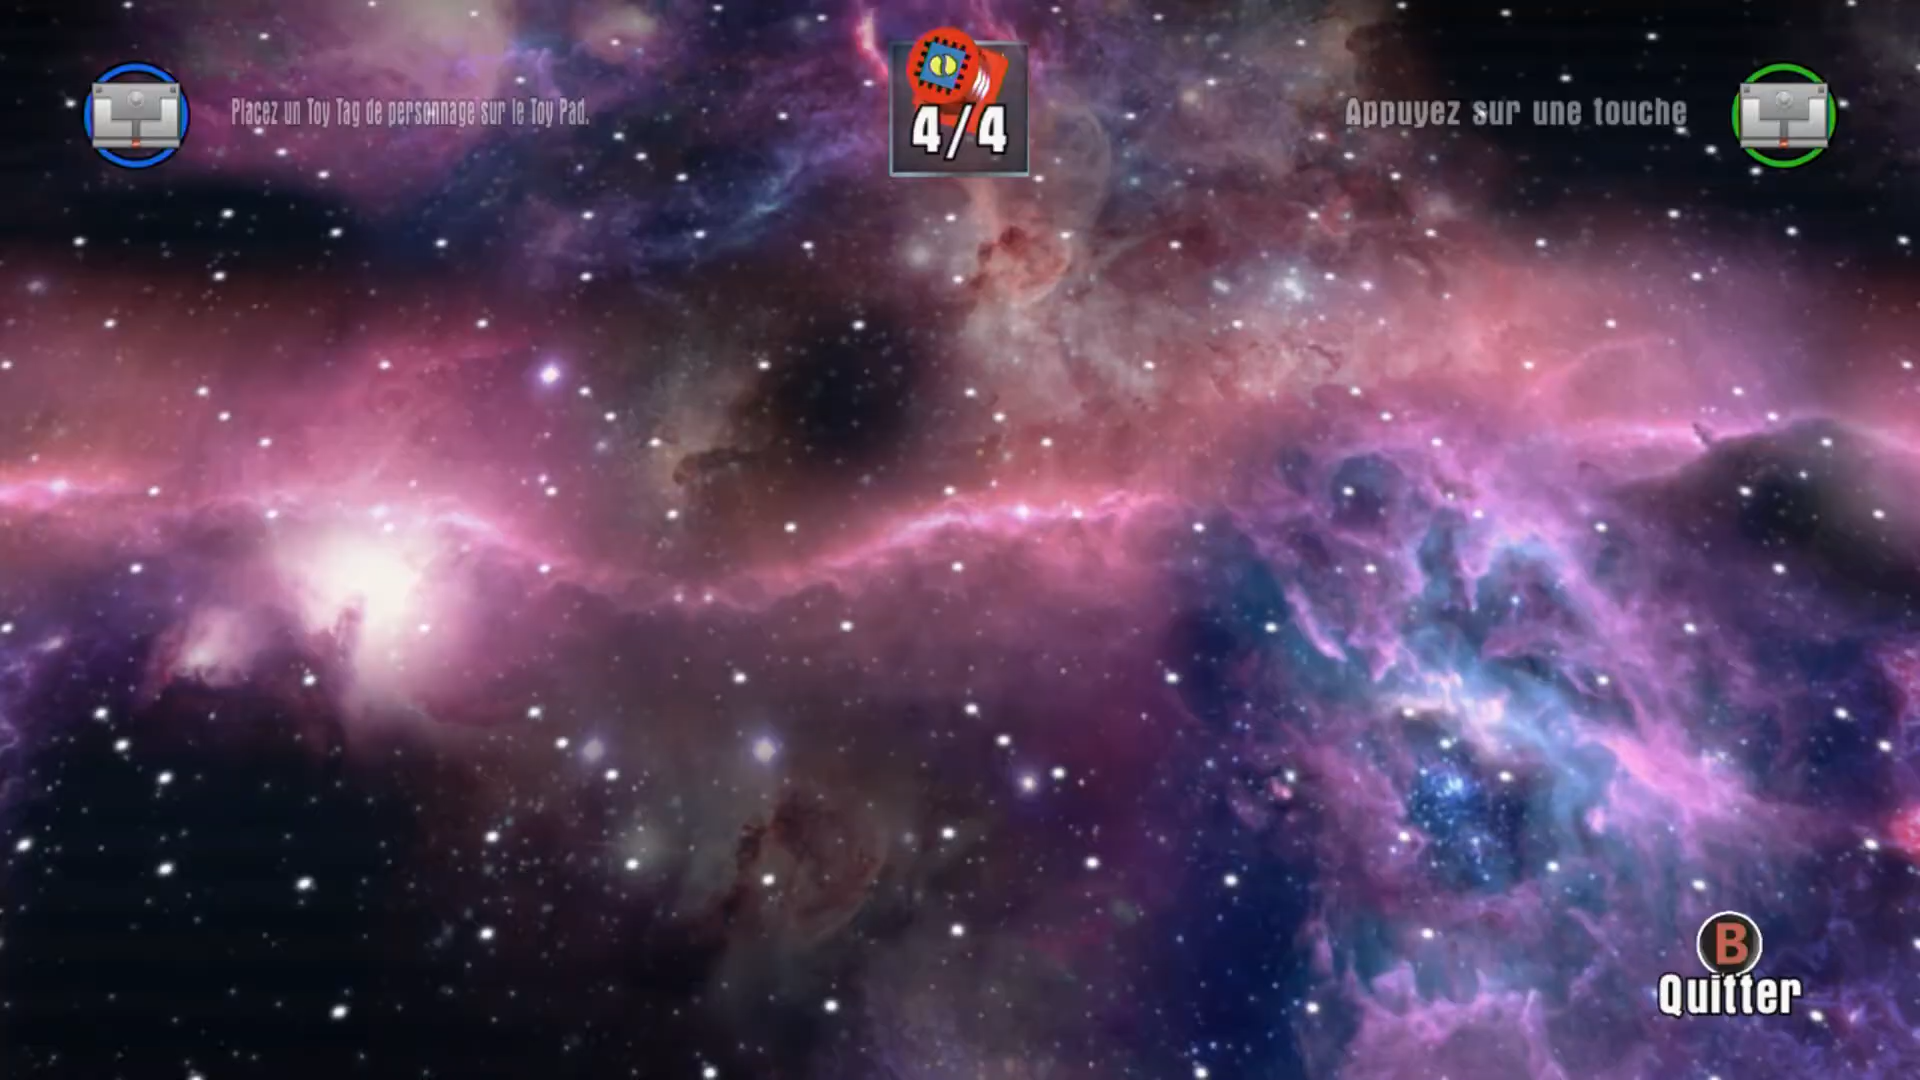 Placez un Toy Tag de personnage sur le Toy Pad.
4/4
Appuyez sur une touche
B
Quitter